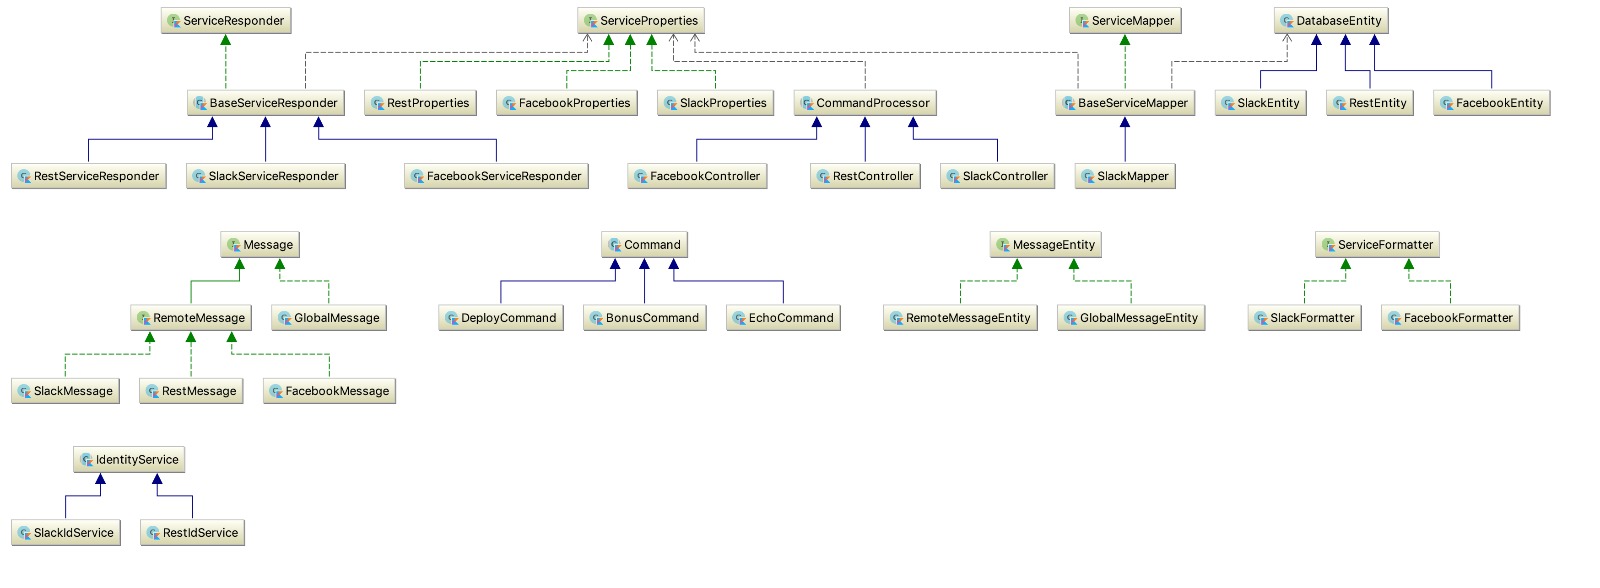 ServiceResponder
ServiceProperties
ServiceMapper
DatabaseEntity
BaseServiceResponder
RestProperties
FacebookProperties
SlackProperties
CommandProcessor
BaseServiceMapper
SlackEntity
RestEntity
FacebookEntity
RestServiceResponder
SlackServiceResponder
FacebookServiceResponder
FacebookController
RestController
SlackController
SlackMapper
Message
Command
MessageEntity
ServiceFormatter
RemoteMessage
GlobalMessage
DeployCommand
BonusCommand
EchoCommand
RemoteMessageEntity
GlobalMessageEntity
SlackFormatter
FacebookFormatter
SlackMessage
RestMessage
FacebookMessage
IdentityService
SlackIdService
RestIdService